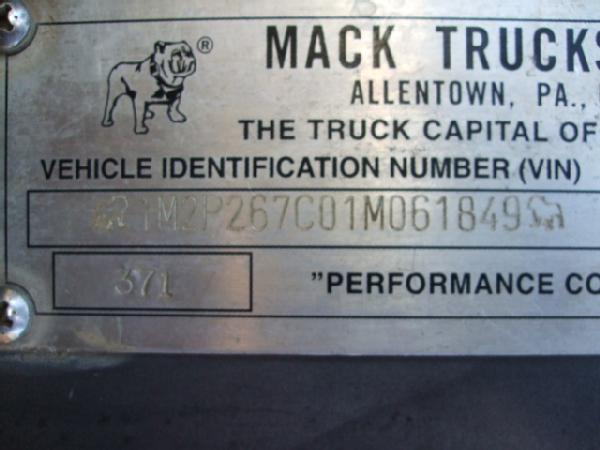 ®
MACK TRUCKS
ALLENTOWN, PA.,
THE TRUCK CAPITAL OF
VEHICLE IDENTIFICATION NUMBER (VIN)
1M2P267C01M061849
371 "PERFORMANCE CO